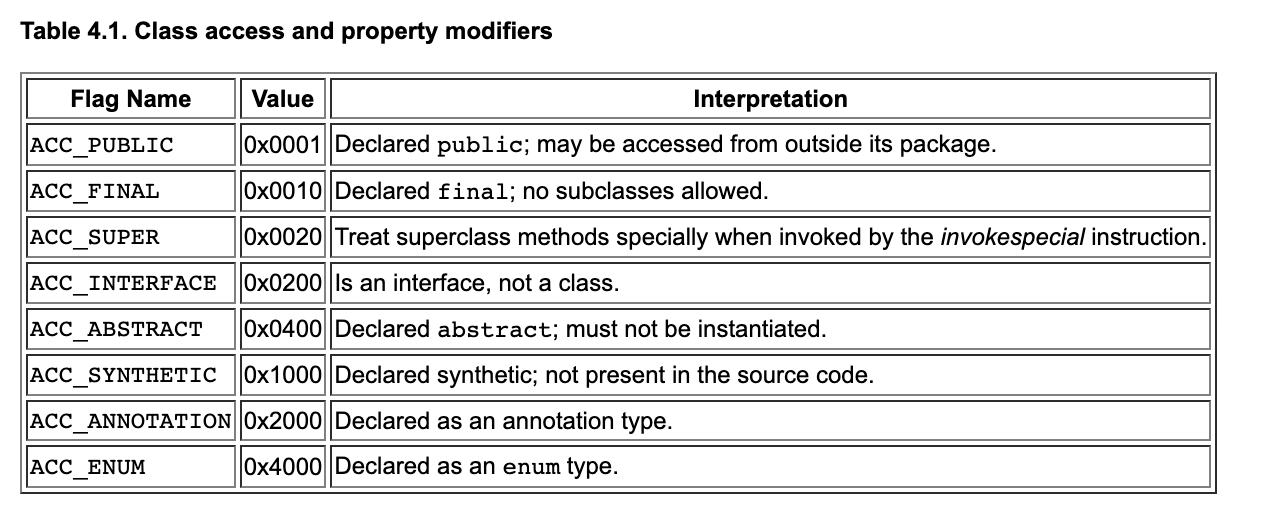 Table 4.1. Class access and property modifiers
Flag Name Value Interpretation
ACC_PUBLIC 0x0001 Declared public; may be accessed from outside its package.
ACC_FINAL 0x0010 Declared final; no subclasses allowed.
ACC_SUPER 0x0020 Treat superclass methods specially when invoked by the invokespecial instruction.
ACC_INTERFACE 0x0200 Is an interface, not a class.
ACC_ABSTRACT 0x0400 Declared abstract; must not be instantiated.
ACC_SYNTHETIC 0x1000 Declared synthetic; not present in the source code.
ACC_ANNOTATION 0x2000 Declared as an annotation type.
ACC_ENUM 0x4000 Declared as an enum type.